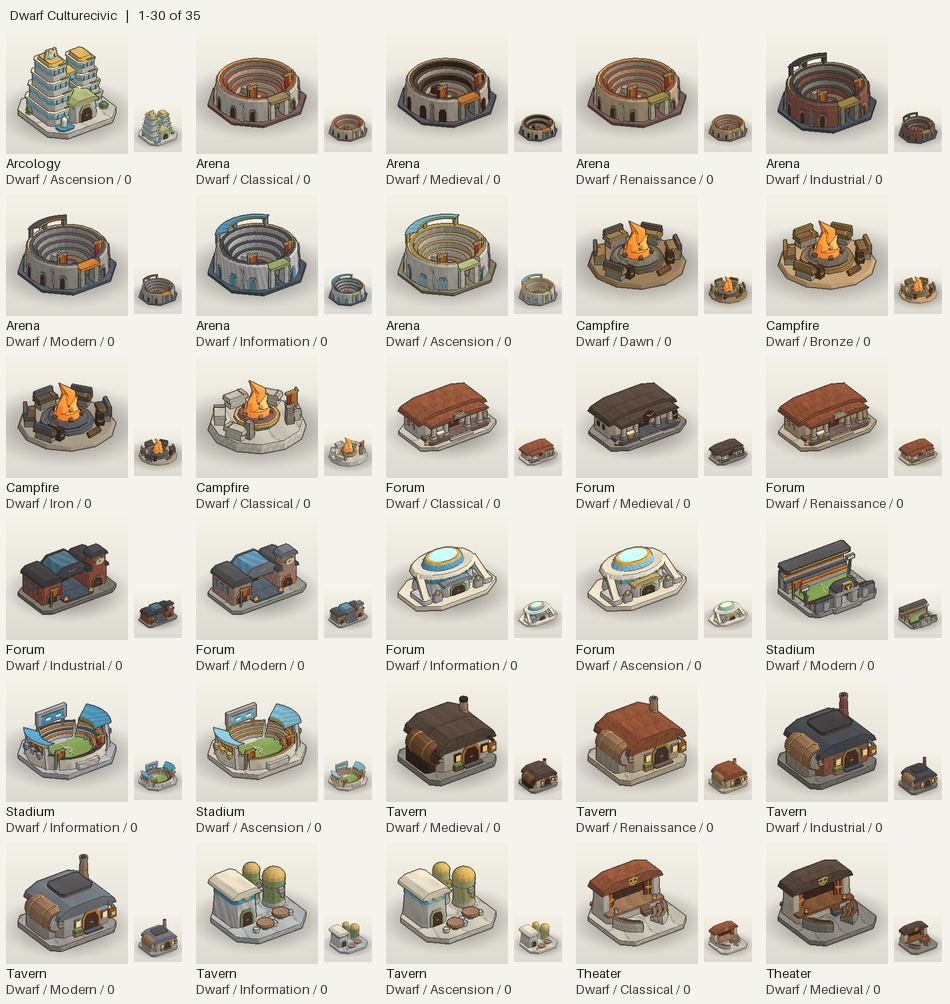 Dwarf Culturecivic | 1-30 of 35
Arcology
Dwarf / Ascension / 0
Arena
Dwarf / Classical / 0
Arena
Dwarf / Medieval / 0
Arena
Dwarf / Renaissance / 0
Arena
Dwarf / Industrial / 0
Arena
Dwarf / Modern / 0
Arena
Dwarf / Information / 0
Arena
Dwarf / Ascension / 0
Campfire
Dwarf / Dawn / 0
Campfire
Dwarf / Bronze / 0
Campfire
Dwarf / Iron / 0
Campfire
Dwarf / Classical / 0
Forum
Dwarf / Classical / 0
Forum
Dwarf / Medieval / 0
Forum
Dwarf / Renaissance / 0
Forum
Dwarf / Industrial / 0
Forum
Dwarf / Modern / 0
Forum
Dwarf / Information / 0
Forum
Dwarf / Ascension / 0
Stadium
Dwarf / Modern / 0
Stadium
Dwarf / Information / 0
Stadium
Dwarf / Ascension / 0
Tavern
Dwarf / Medieval / 0
Tavern
Dwarf / Renaissance / 0
Tavern
Dwarf / Industrial / 0
Tavern
Dwarf / Modern / 0
Tavern
Dwarf / Information / 0
Tavern
Dwarf / Ascension / 0
Theater
Dwarf / Classical / 0
Theater
Dwarf / Medieval / 0